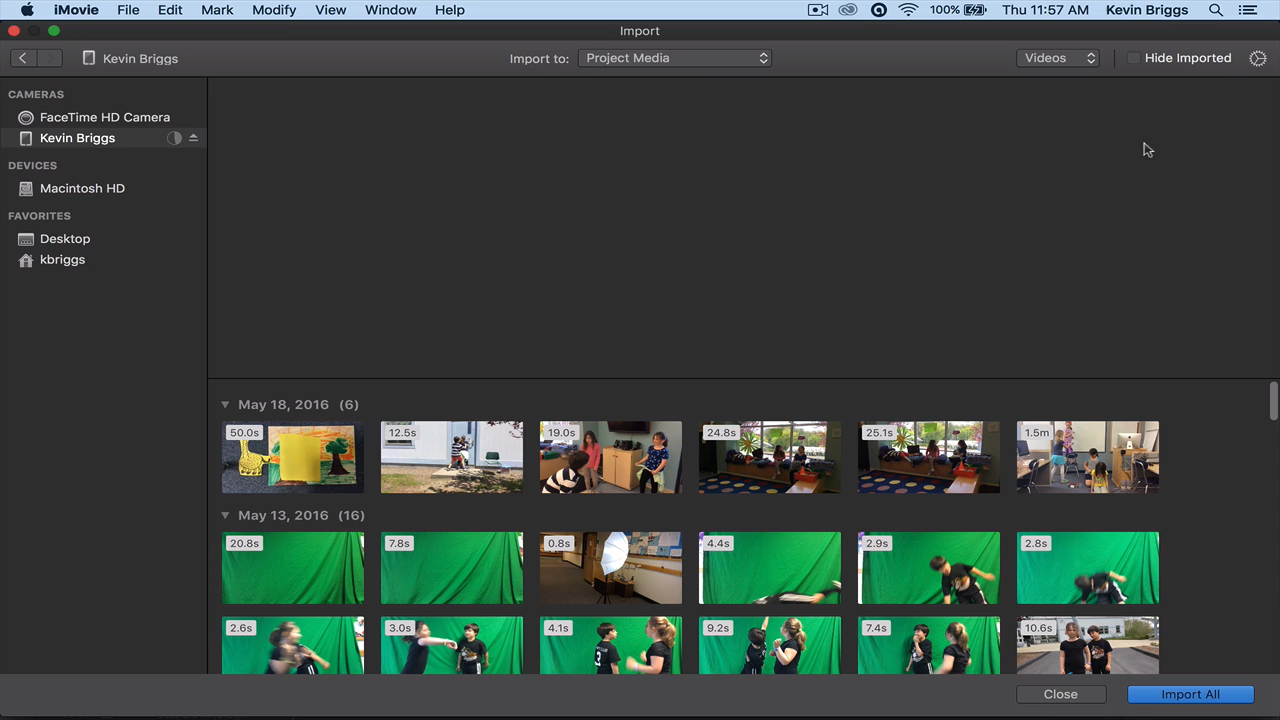 iMovie File Edit Mark Modify View Window Help 100% Thu 11:57 AM Kevin Briggs
Import
Kevin Briggs Import to: Project Media Videos Hide Imported
CAMERAS
FaceTime HD Camera
Kevin Briggs
DEVICES
Macintosh HD
FAVORITES
Desktop
kbriggs
May 18, 2016 (6)
50.0s 12.5s 19.0s 24.8s 25.1s 1.5m
May 13, 2016 (16)
20.8s 7.8s 0.8s 4.4s 2.9s 2.8s
2.6s 3.0s 4.1s 9.2s 7.4s 10.6s
Close Import All